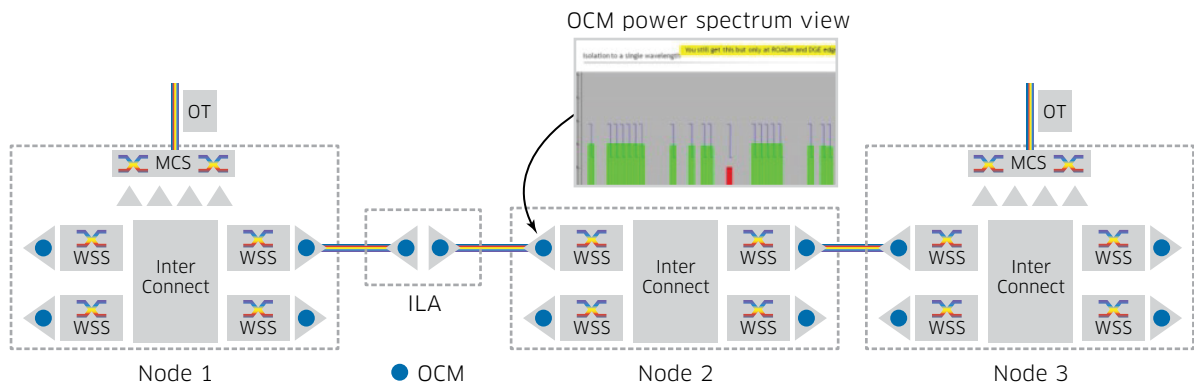 OCM power spectrum view
Isolation to a single wavelength
You still get this but only at ROADM and DGE edge
OT
OT
MCS
MCS
WSS
WSS
Inter
Connect
WSS
WSS
ILA
WSS
WSS
Inter
Connect
WSS
WSS
WSS
WSS
Inter
Connect
WSS
WSS
Node 1
OCM
Node 2
Node 3